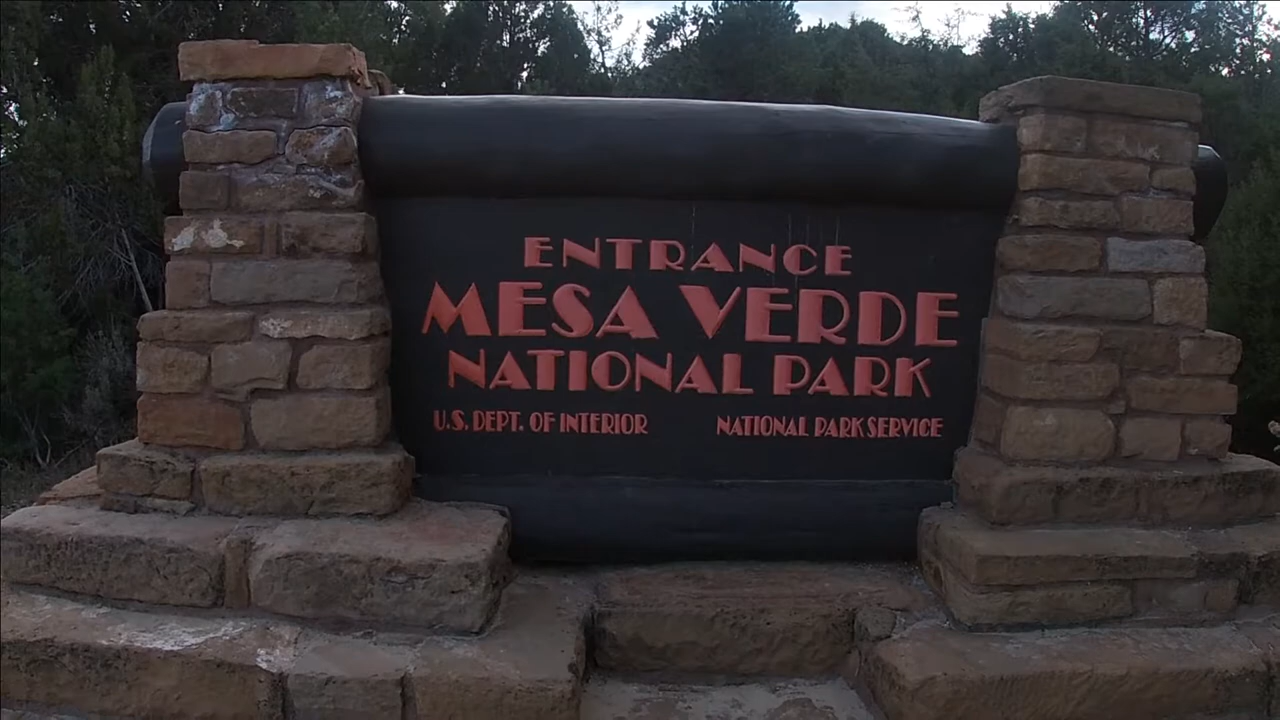 ENTRANCE
MESA VERDE
NATIONAL PARK
U.S. DEPT. OF INTERIOR NATIONAL PARK SERVICE